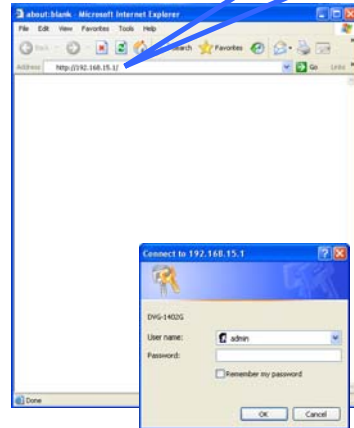 about:blank - Microsoft Internet Explorer
File Edit View Favorites Tools Help
Back Search Favorites
Address http://192.168.15.1/ Go Links
Connect to 192.168.15.1
DVG-1402G
User name: admin
Password:
Remember my password
OK Cancel
Done